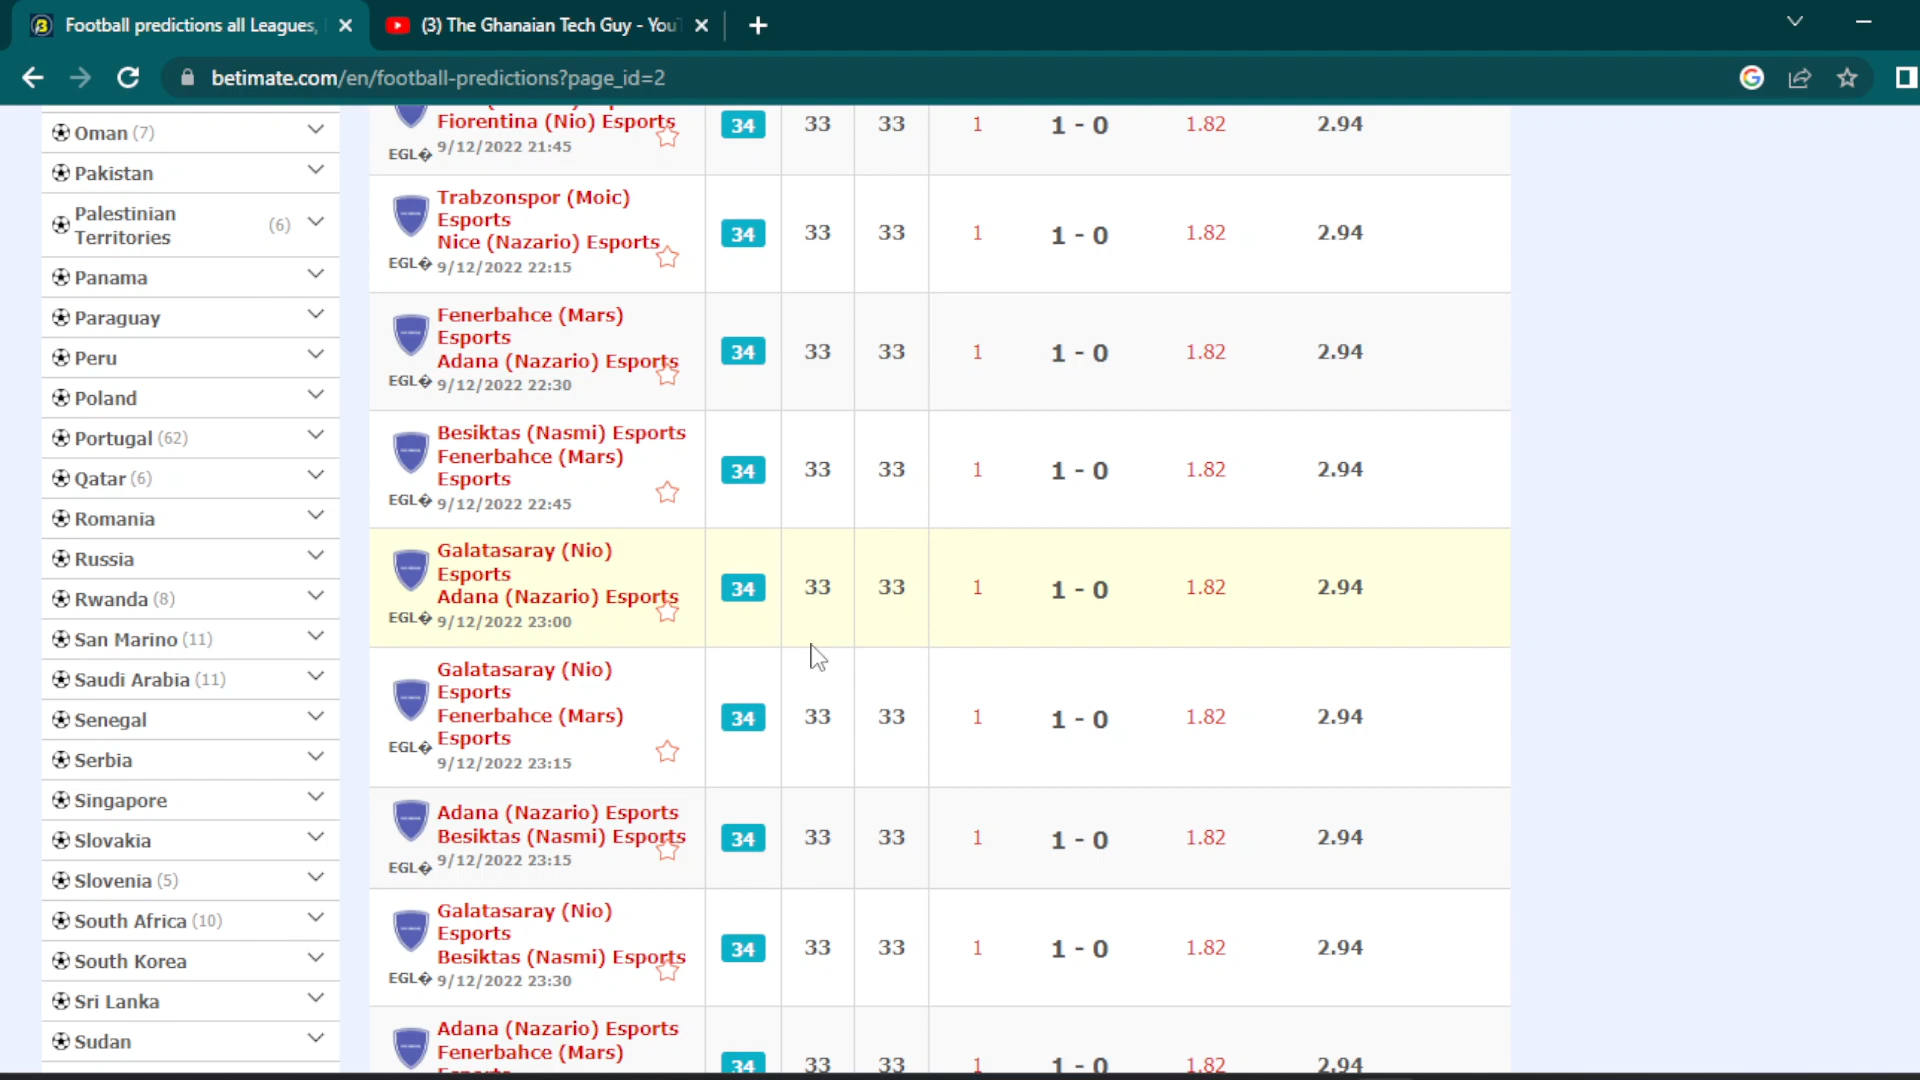 Football predictions all Leagues,
(3) The Ghanaian Tech Guy - You
betimate.com/en/football-predictions?page_id=2
Oman (7)
Pakistan
Palestinian
Territories
(6)
Panama
Paraguay
Peru
Poland
Portugal (62)
Qatar (6)
Romania
Russia
Rwanda (8)
San Marino (11)
Saudi Arabia (11)
Senegal
Serbia
Singapore
Slovakia
Slovenia (5)
South Africa (10)
South Korea
Sri Lanka
Sudan
Fiorentina (Nio) Esports
EGL� 9/12/2022 21:45
34 33 33 1 1 - 0 1.82 2.94
Trabzonspor (Moic)
Esports
Nice (Nazario) Esports
EGL� 9/12/2022 22:15
34 33 33 1 1 - 0 1.82 2.94
Fenerbahce (Mars)
Esports
Adana (Nazario) Esports
EGL� 9/12/2022 22:30
34 33 33 1 1 - 0 1.82 2.94
Besiktas (Nasmi) Esports
Fenerbahce (Mars)
Esports
EGL� 9/12/2022 22:45
34 33 33 1 1 - 0 1.82 2.94
Galatasaray (Nio)
Esports
Adana (Nazario) Esports
EGL� 9/12/2022 23:00
34 33 33 1 1 - 0 1.82 2.94
Galatasaray (Nio)
Esports
Fenerbahce (Mars)
Esports
EGL� 9/12/2022 23:15
34 33 33 1 1 - 0 1.82 2.94
Adana (Nazario) Esports
Besiktas (Nasmi) Esports
EGL� 9/12/2022 23:15
34 33 33 1 1 - 0 1.82 2.94
Galatasaray (Nio)
Esports
Besiktas (Nasmi) Esports
EGL� 9/12/2022 23:30
34 33 33 1 1 - 0 1.82 2.94
Adana (Nazario) Esports
Fenerbahce (Mars)
Esports
34 33 33 1 1 - 0 1.82 2.94